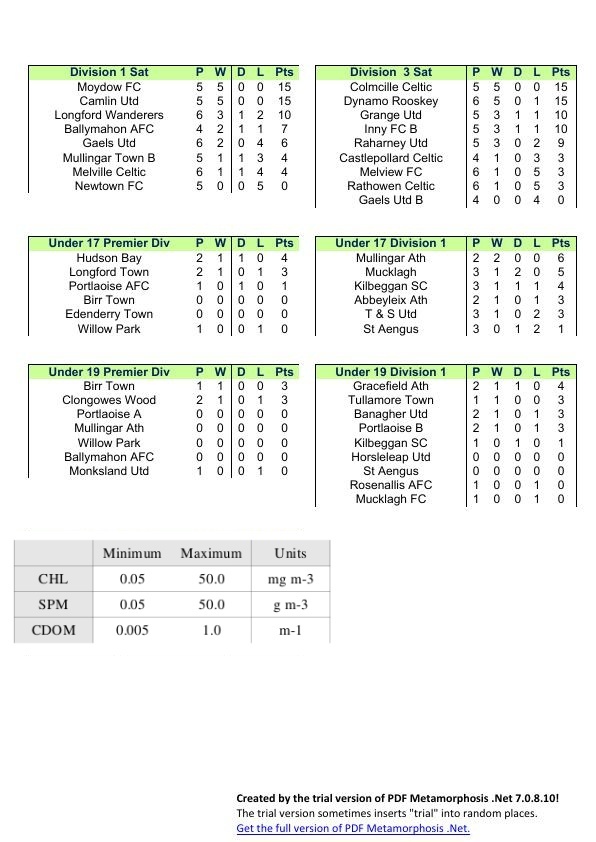 Division 1 Sat P W D L Pts
Moydow FC 5 5 0 0 15
Camlin Utd 5 5 0 0 15
Longford Wanderers 6 3 1 2 10
Ballymahon AFC 4 2 1 1 7
Gaels Utd 6 2 0 4 6
Mullingar Town B 5 1 1 3 4
Melville Celtic 6 1 1 4 4
Newtown FC 5 0 0 5 0
Division 3 Sat P W D L Pts
Colmcille Celtic 5 5 0 0 15
Dynamo Rooskey 6 5 0 1 15
Grange Utd 5 3 1 1 10
Inny FC B 5 3 1 1 10
Raharney Utd 5 3 0 2 9
Castlepollard Celtic 4 1 0 3 3
Melview FC 6 1 0 5 3
Rathowen Celtic 6 1 0 5 3
Gaels Utd B 4 0 0 4 0
Under 17 Premier Div P W D L Pts
Hudson Bay 2 1 1 0 4
Longford Town 2 1 0 1 3
Portlaoise AFC 1 0 1 0 1
Birr Town 0 0 0 0 0
Edenderry Town 0 0 0 0 0
Willow Park 1 0 0 1 0
Under 17 Division 1 P W D L Pts
Mullingar Ath 2 2 0 0 6
Mucklagh 3 1 2 0 5
Kilbeggan SC 3 1 1 1 4
Abbeyleix Ath 2 1 0 1 3
T & S Utd 3 1 0 2 3
St Aengus 3 0 1 2 1
Under 19 Premier Div P W D L Pts
Birr Town 1 1 0 0 3
Clongowes Wood 2 1 0 1 3
Portlaoise A 0 0 0 0 0
Mullingar Ath 0 0 0 0 0
Willow Park 0 0 0 0 0
Ballymahon AFC 0 0 0 0 0
Monksland Utd 1 0 0 1 0
Under 19 Division 1 P W D L Pts
Gracefield Ath 2 1 1 0 4
Tullamore Town 1 1 0 0 3
Banagher Utd 2 1 0 1 3
Portlaoise B 2 1 0 1 3
Kilbeggan SC 1 0 1 0 1
Horsleleap Utd 0 0 0 0 0
St Aengus 0 0 0 0 0
Rosenallis AFC 1 0 0 1 0
Mucklagh FC 1 0 0 1 0
Minimum Maximum Units
CHL 0.05 50.0 mg m-3
SPM 0.05 50.0 g m-3
CDOM 0.005 1.0 m-1
Created by the trial version of PDF Metamorphosis .Net 7.0.8.10!
The trial version sometimes inserts "trial" into random places.
Get the full version of PDF Metamorphosis .Net.